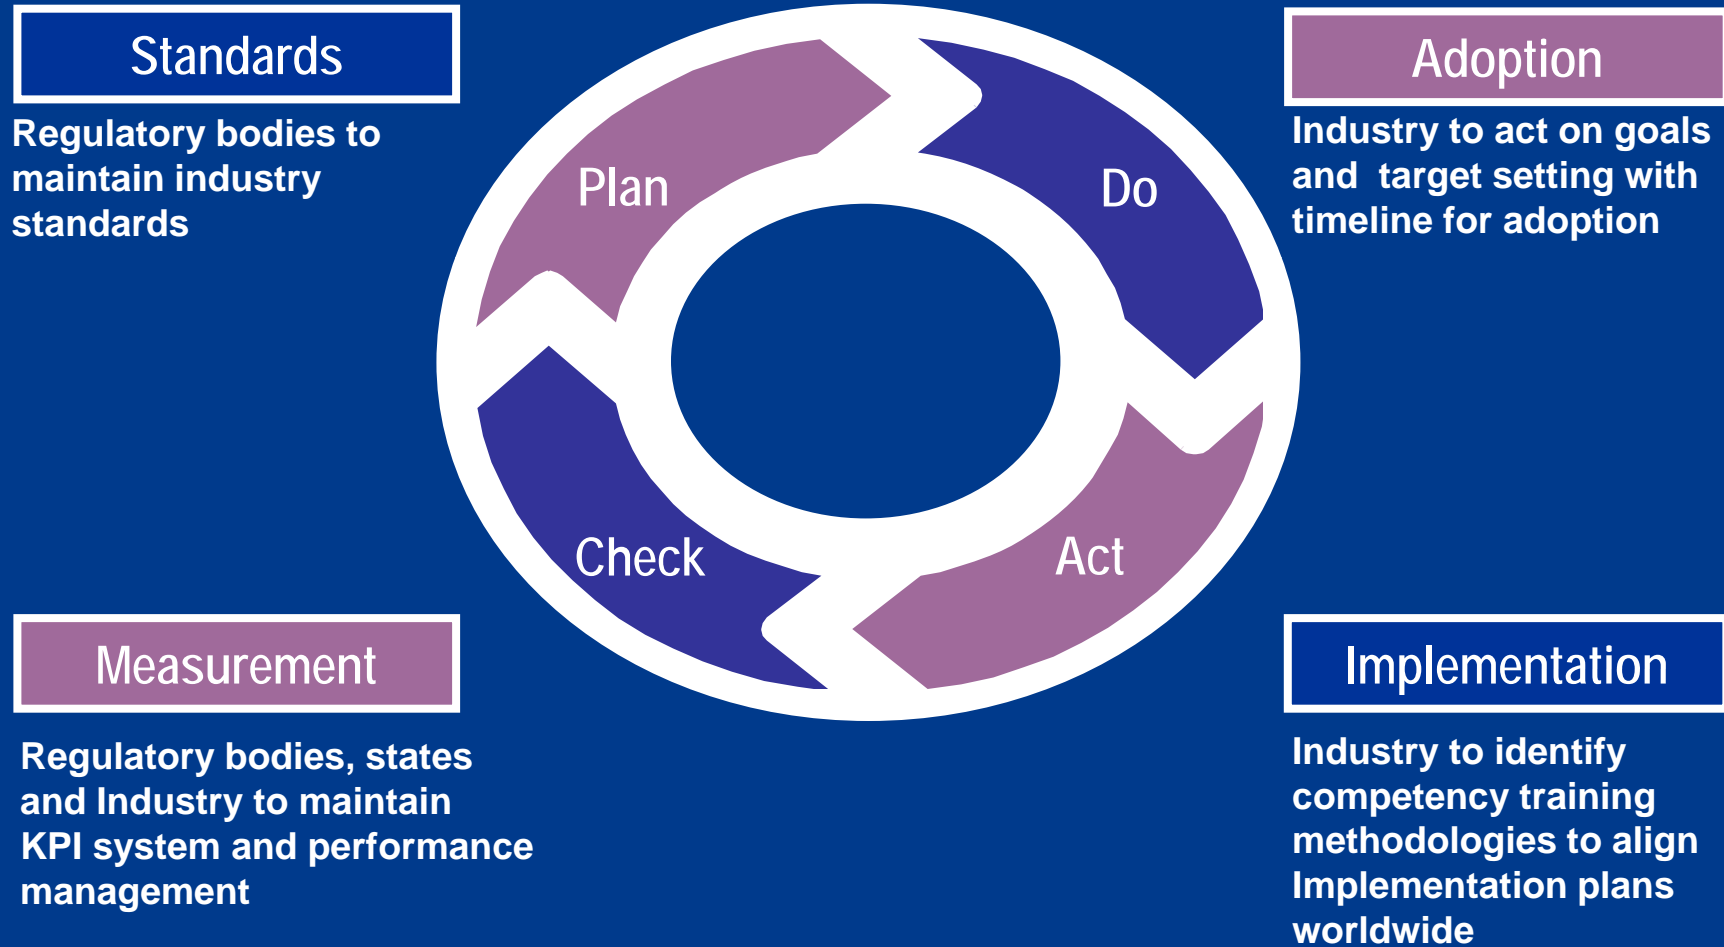 Standards
Regulatory bodies to
maintain industry
standards
Plan
Do
Adoption
Industry to act on goals
and  target setting with
timeline for adoption
Check
Act
Measurement
Regulatory bodies, states
and Industry to maintain
KPI system and performance
management
Implementation
Industry to identify
competency training
methodologies to align
Implementation plans
worldwide